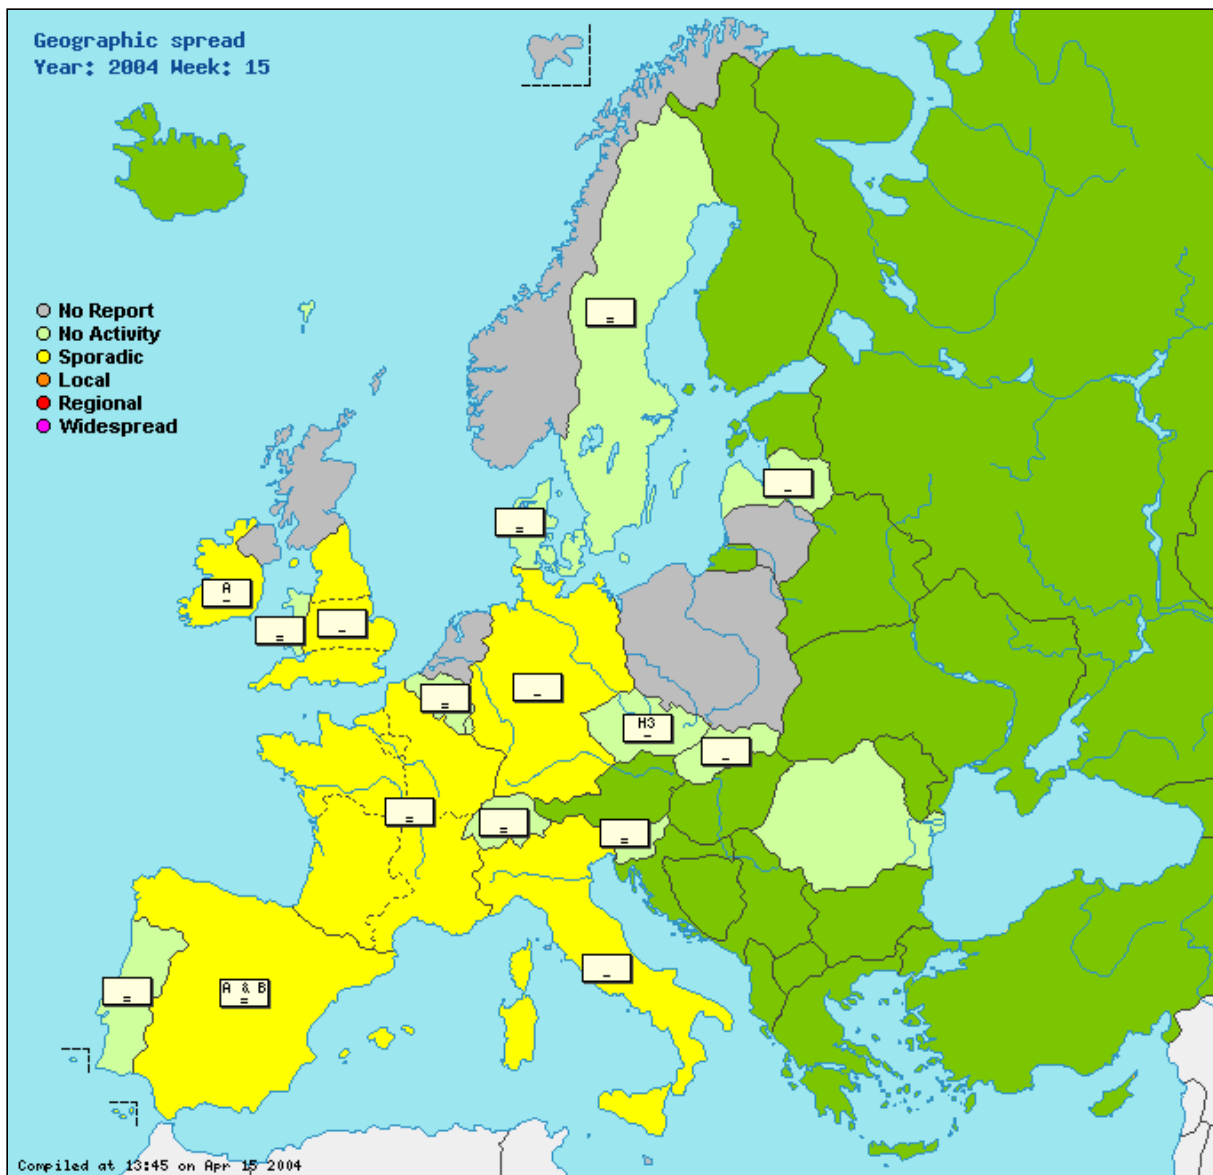 Geographic spread
Year: 2004 Week: 15
No Report
No Activity
Sporadic
Local
Regional
Widespread
=
–
=
A
–
=
–
=
–
H3
–
–
=
=
=
–
=
A & B
=
Compiled at 13:45 on Apr 15 2004